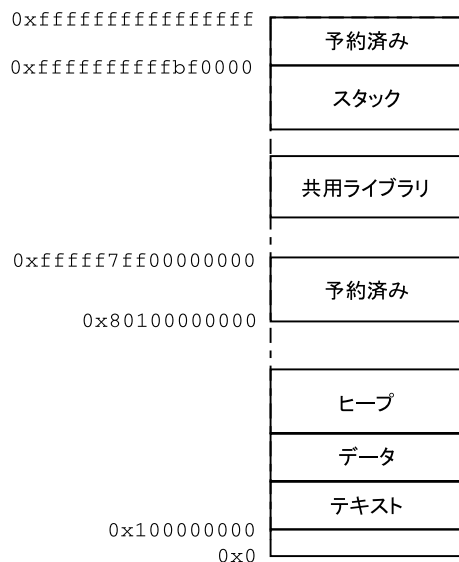 0xffffffffffffffff
予約済み
0xffffffffffbf0000
スタック
共用ライブラリ
0xfffff7ff00000000
予約済み
0x80100000000
ヒープ
データ
テキスト
0x100000000
0x0